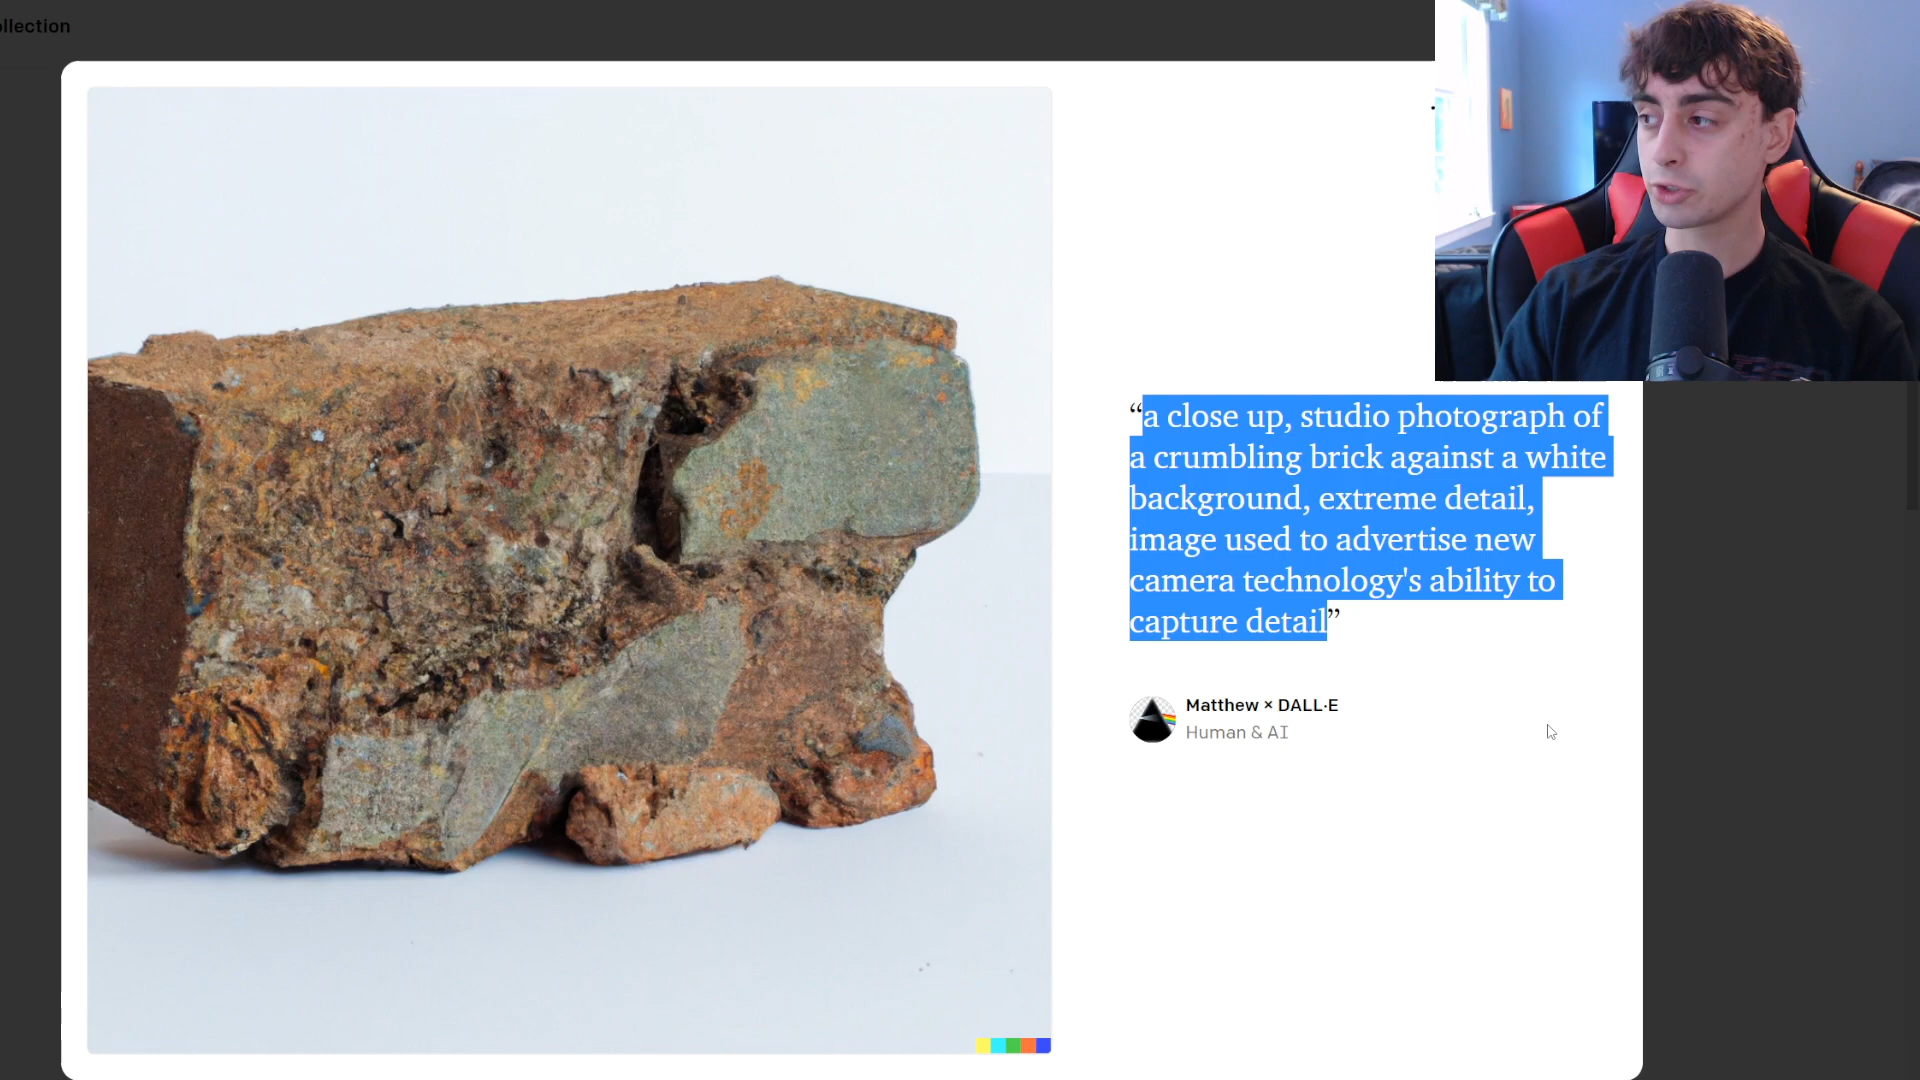 ollection
“a close up, studio photograph of
a crumbling brick against a white
background, extreme detail,
image used to advertise new
camera technology's ability to
capture detail”
Matthew × DALL·E
Human & AI